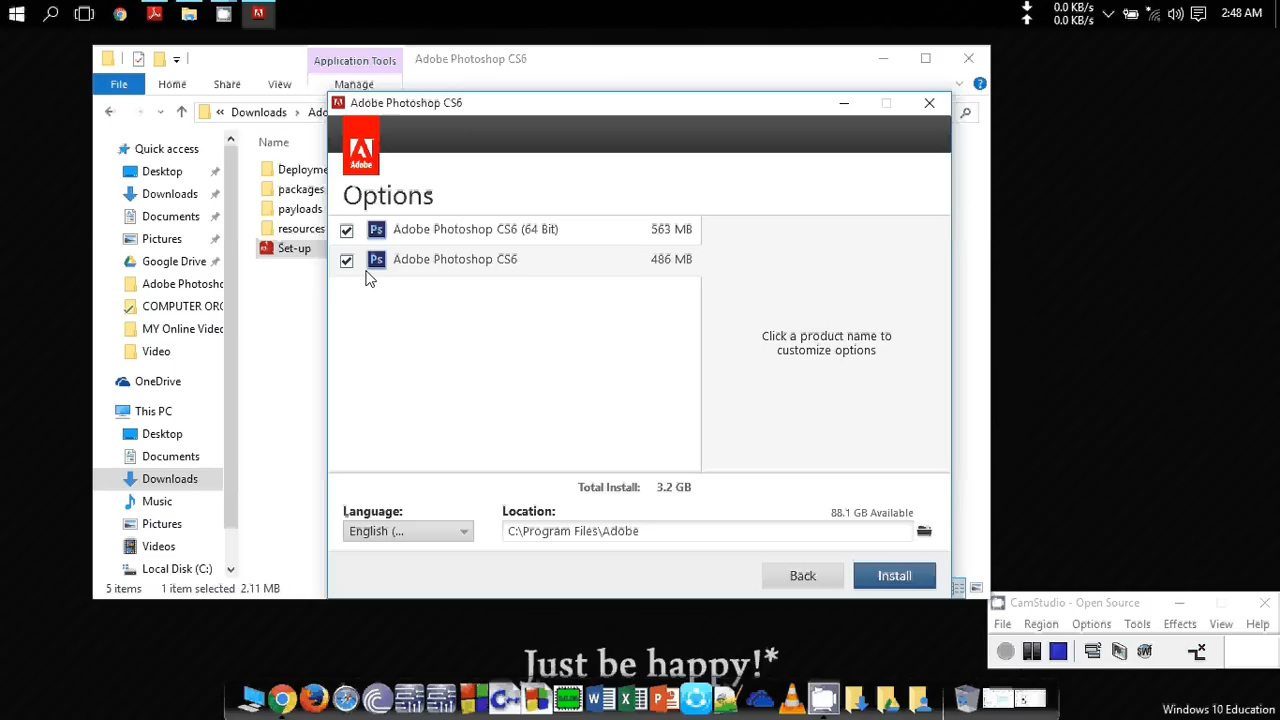 0.0 KB/s
0.0 KB/s
2:48 AM
Application Tools
Adobe Photoshop CS6
File
Home
Share
View
Manage
« Downloads › Ado
Adobe Photoshop CS6
Adobe
Options
Adobe Photoshop CS6 (64 Bit)
563 MB
Adobe Photoshop CS6
486 MB
Click a product name to
customize options
Total Install: 3.2 GB
Language:
English (...
Location:
88.1 GB Available
C:\Program Files\Adobe
Back
Install
Quick access
Desktop
Downloads
Documents
Pictures
Google Drive
Adobe Photosho
COMPUTER ORG
MY Online Video
Video
OneDrive
This PC
Desktop
Documents
Downloads
Music
Pictures
Videos
Local Disk (C:)
Name
Deployme
packages
payloads
resources
Set-up
5 items
1 item selected 2.11 MB
CamStudio - Open Source
File
Region
Options
Tools
Effects
View
Help
Just be happy!*
Windows 10 Education